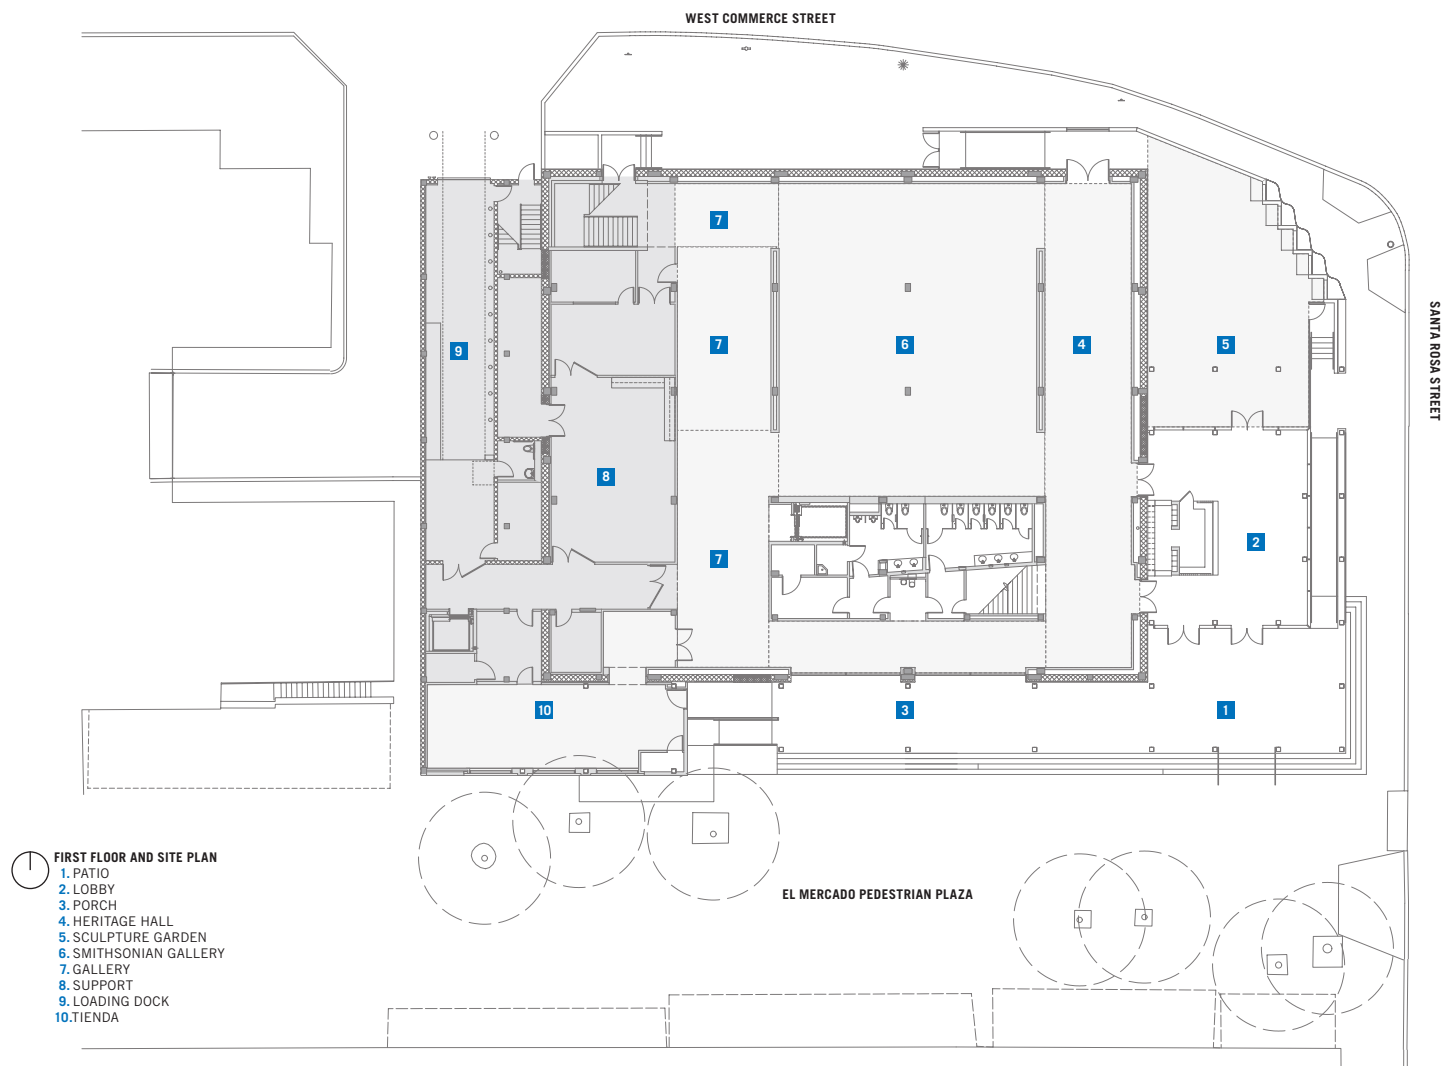 WEST COMMERCE STREET
SANTA ROSA STREET
7
9
7
6
4
5
8
7
2
10
3
1
EL MERCADO PEDESTRIAN PLAZA
FIRST FLOOR AND SITE PLAN
1. PATIO
2. LOBBY
3. PORCH
4. HERITAGE HALL
5. SCULPTURE GARDEN
6. SMITHSONIAN GALLERY
7. GALLERY
8. SUPPORT
9. LOADING DOCK
10.TIENDA